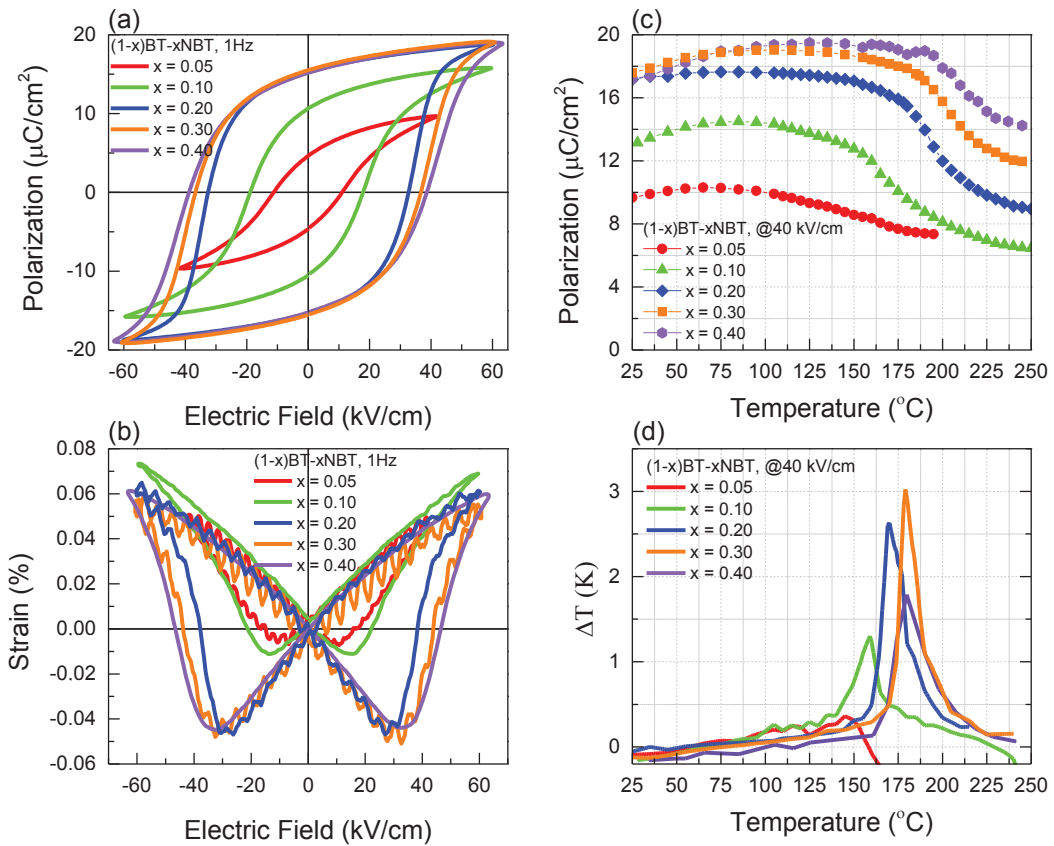 (a)
(1-x)BT-xNBT, 1Hz
x = 0.05
x = 0.10
x = 0.20
x = 0.30
x = 0.40
20
10
0
-10
-20
Polarization (μC/cm²)
-60 -40 -20 0 20 40 60
Electric Field (kV/cm)
(c)
20
16
12
8
4
0
Polarization (μC/cm²)
(1-x)BT-xNBT, @40 kV/cm
x = 0.05
x = 0.10
x = 0.20
x = 0.30
x = 0.40
25 50 75 100 125 150 175 200 225 250
Temperature (°C)
(b)
(1-x)BT-xNBT, 1Hz
x = 0.05
x = 0.10
x = 0.20
x = 0.30
x = 0.40
0.08
0.06
0.04
0.02
0.00
-0.02
-0.04
-0.06
Strain (%)
-60 -40 -20 0 20 40 60
Electric Field (kV/cm)
(d)
(1-x)BT-xNBT, @40 kV/cm
x = 0.05
x = 0.10
x = 0.20
x = 0.30
x = 0.40
3
2
1
0
ΔT (K)
25 50 75 100 125 150 175 200 225 250
Temperature (°C)